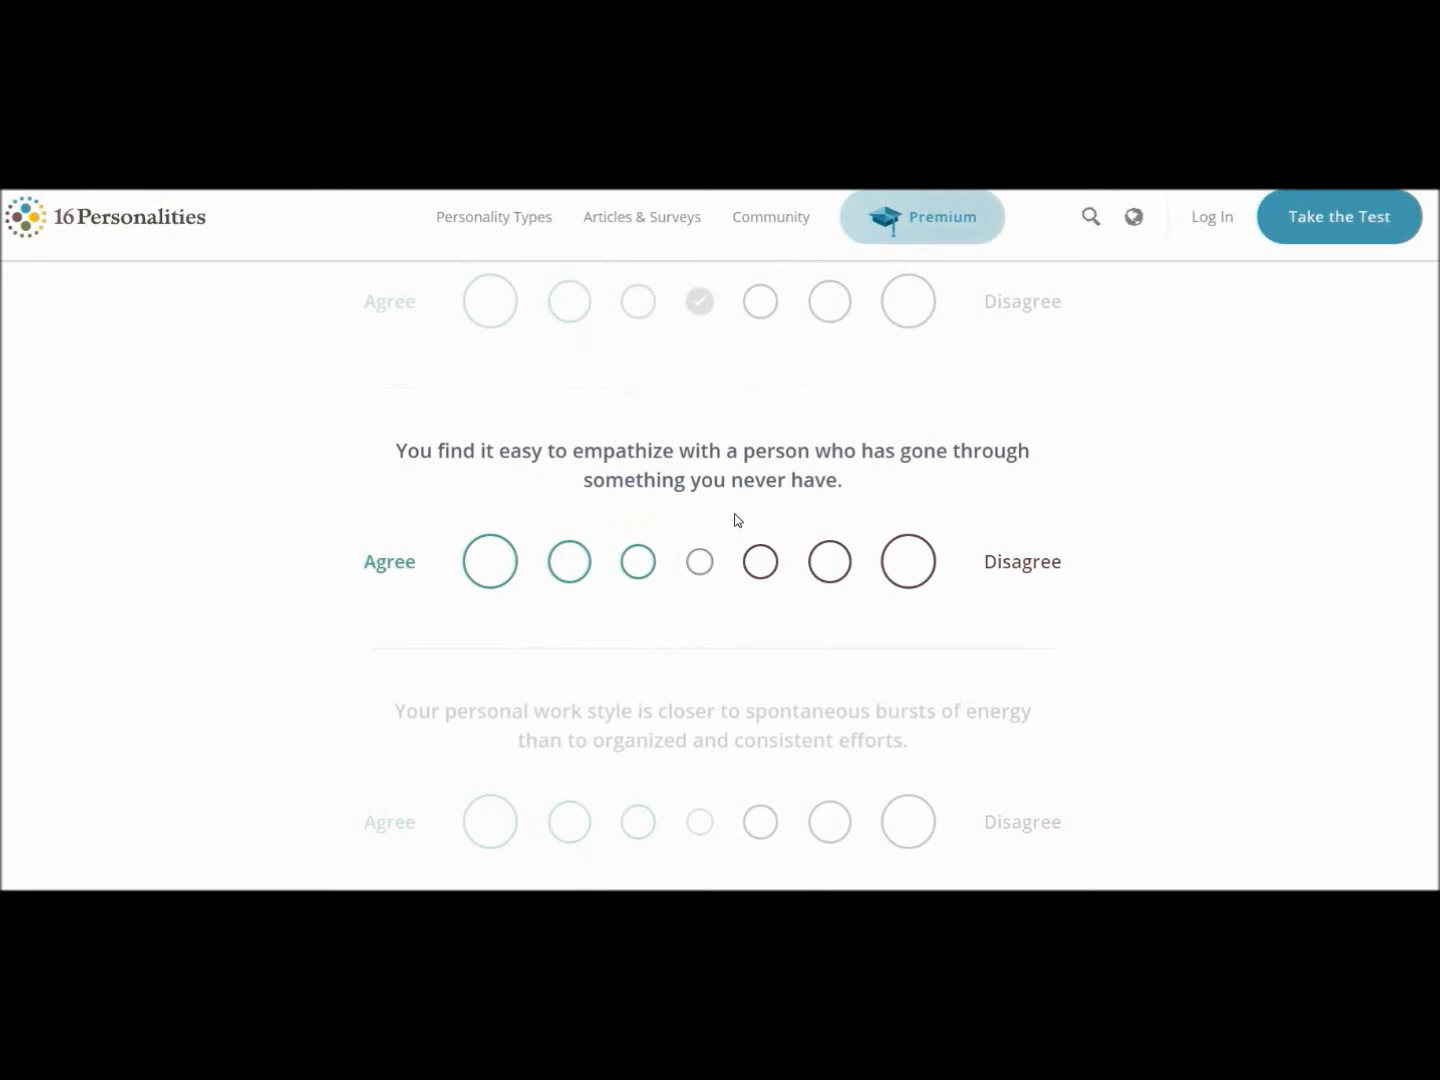 16Personalities
Personality Types
Articles & Surveys
Community
Premium
Log In
Take the Test
Agree
Disagree
You find it easy to empathize with a person who has gone through
something you never have.
Agree
Disagree
Your personal work style is closer to spontaneous bursts of energy
than to organized and consistent efforts.
Agree
Disagree